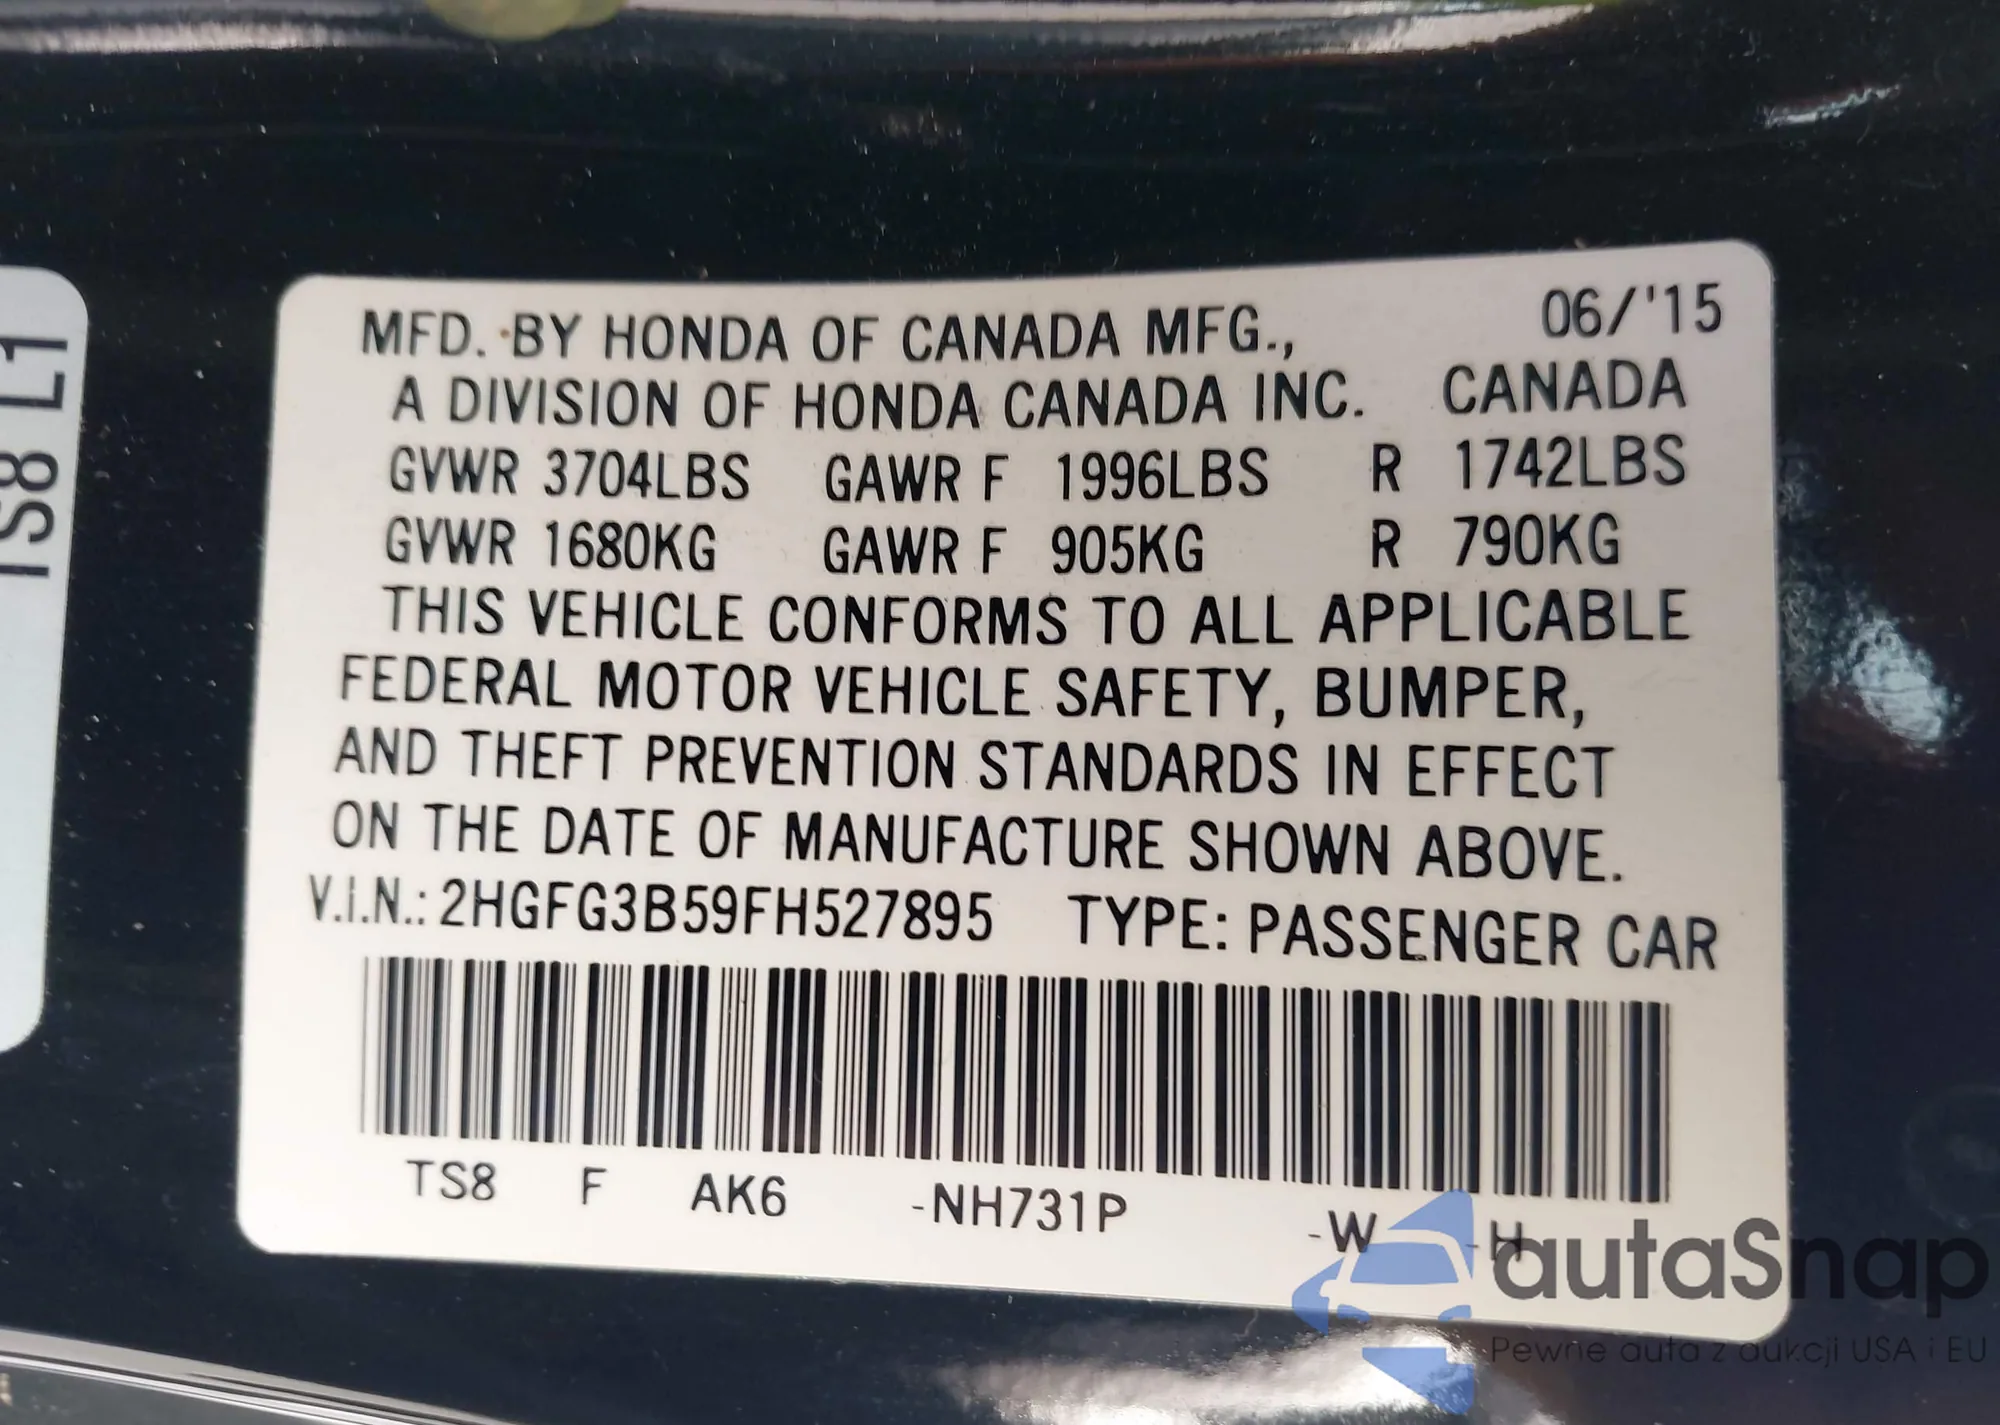 TS8 L1
MFD. BY HONDA OF CANADA MFG., 06/'15
A DIVISION OF HONDA CANADA INC. CANADA
GVWR 3704LBS GAWR F 1996LBS R 1742LBS
GVWR 1680KG GAWR F 905KG R 790KG
THIS VEHICLE CONFORMS TO ALL APPLICABLE
FEDERAL MOTOR VEHICLE SAFETY, BUMPER,
AND THEFT PREVENTION STANDARDS IN EFFECT
ON THE DATE OF MANUFACTURE SHOWN ABOVE.
V.I.N.: 2HGFG3B59FH527895 TYPE: PASSENGER CAR
TS8 F AK6 -NH731P -W -H
autaSnap
Pewne auta z aukcji USA i EU